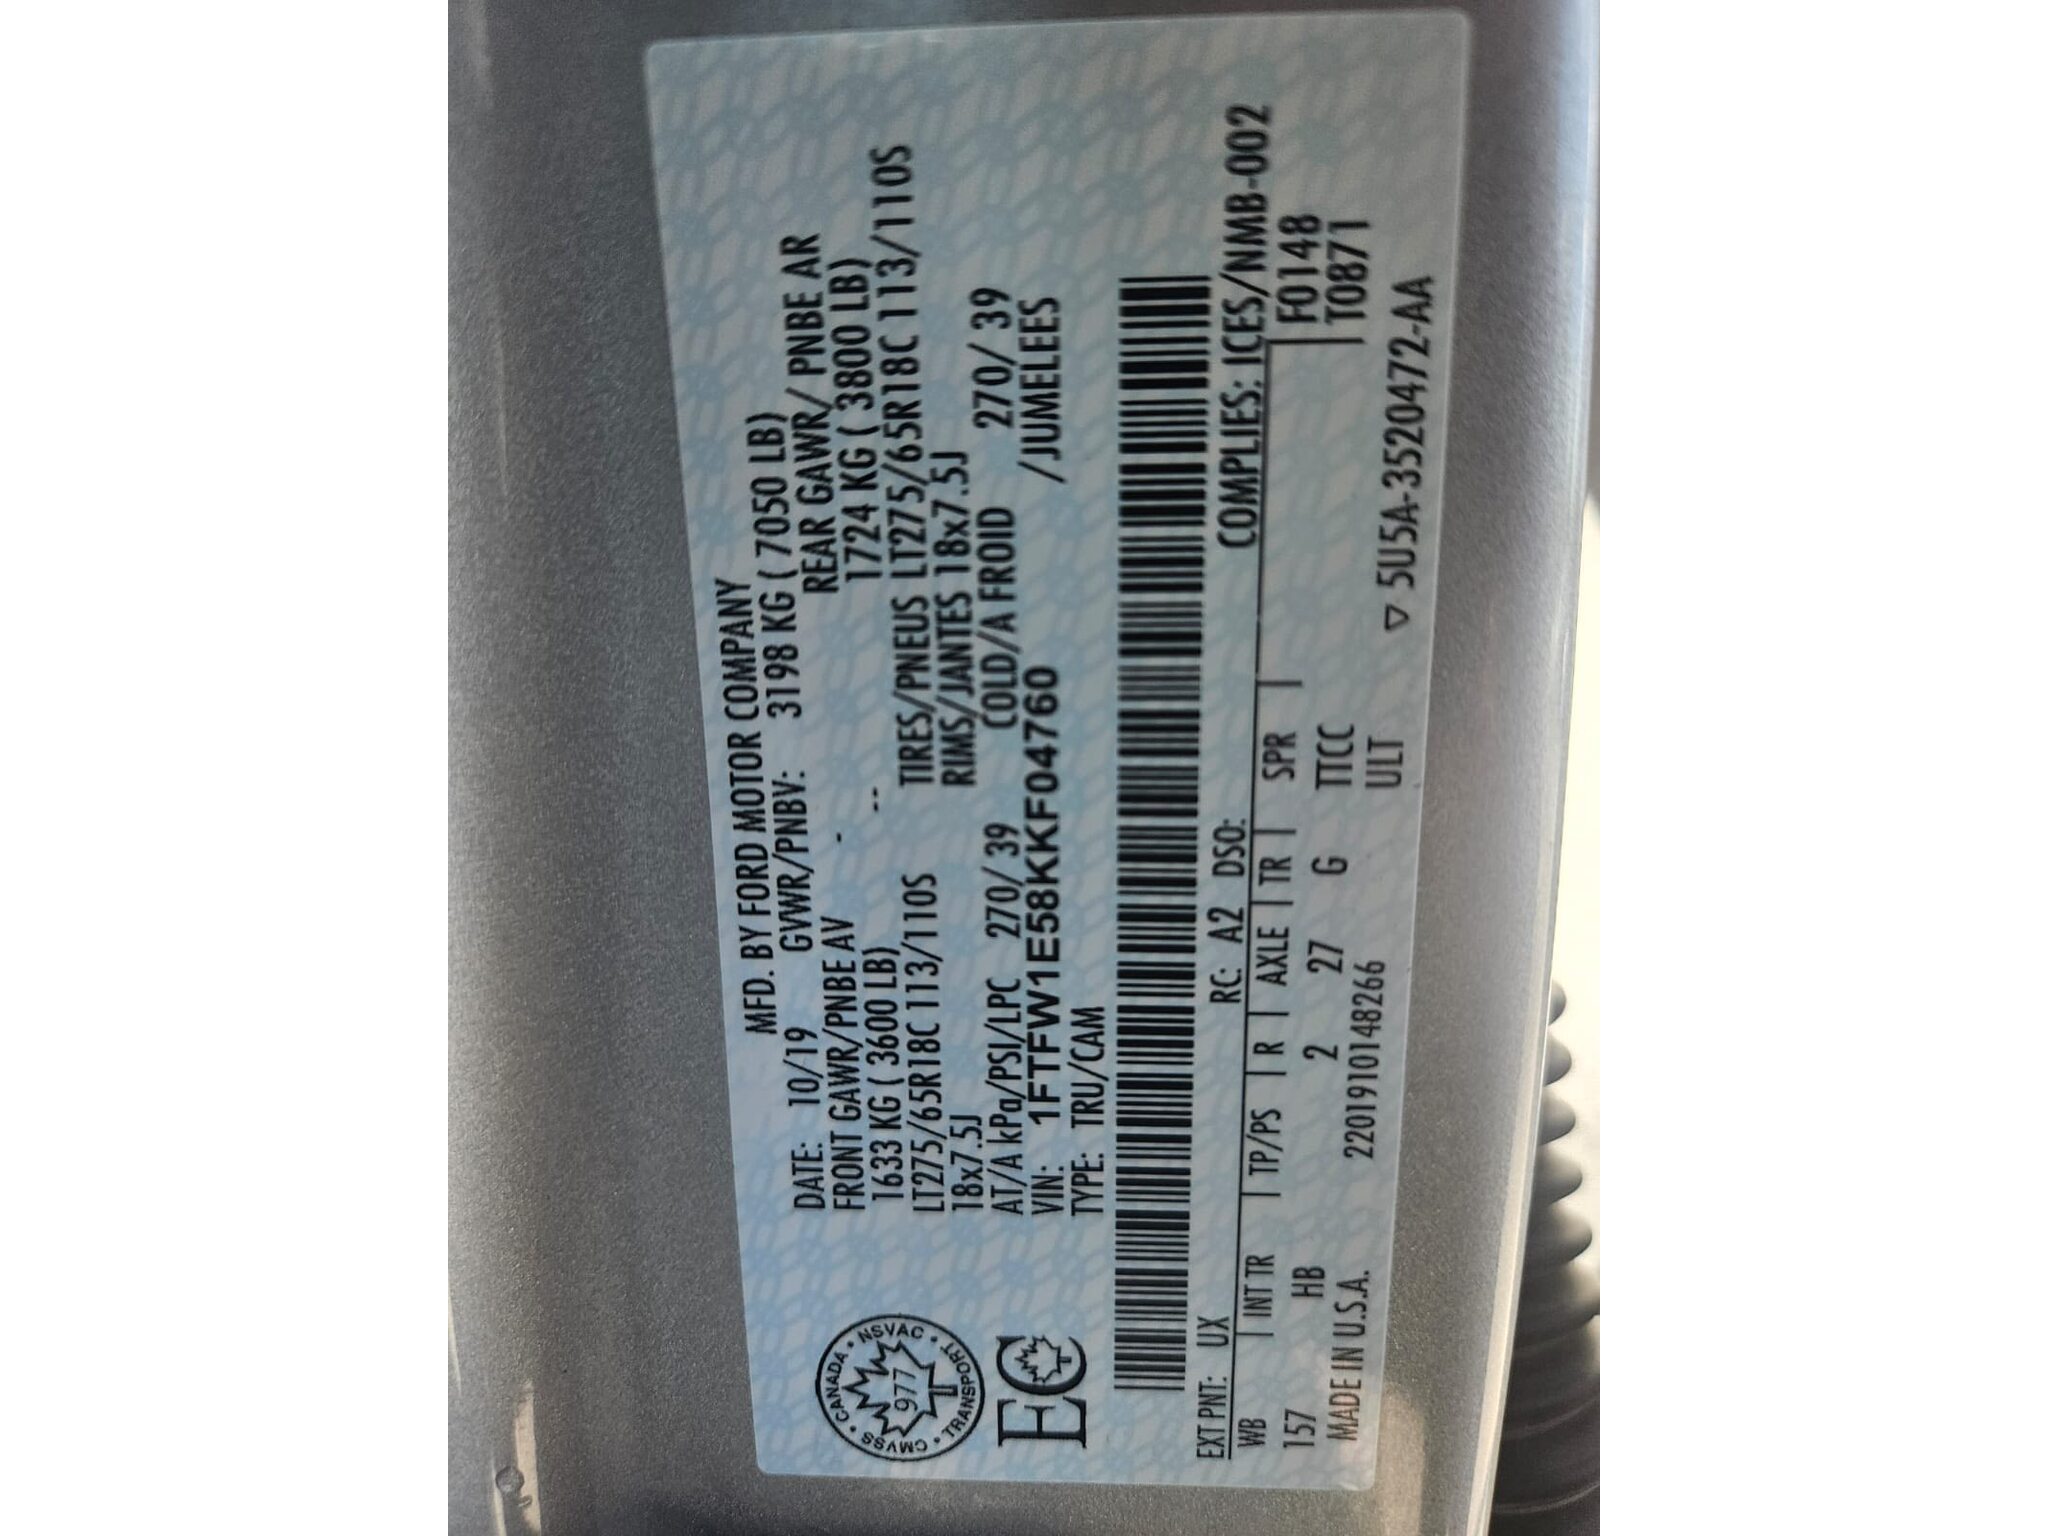 MFD. BY FORD MOTOR COMPANY
DATE: 10/19 GVWR/PNBV: 3198 KG ( 7050 LB)
FRONT GAWR/PNBE AV - REAR GAWR/ PNBE AR
1633 KG ( 3600 LB) -- 1724 KG ( 3800 LB)
LT275/65R18C 113/110S TIRES/PNEUS LT275/65R18C 113/110S
18x7.5J RIMS/JANTES 18x7.5J
AT/A kPa/PSI/LPC 270/ 39 COLD/A FROID 270/ 39
VIN: 1FTFW1E58KKF04760 /JUMELEES
TYPE: TRU/CAM
CANADA • NSVAC • TRANSPORT • CMVSS •
977
EC
EXT PNT: UX RC: A2 DSO: COMPLIES: ICES/NMB-002
WB | INT TR | TP/PS | R | AXLE | TR | SPR | F0148
157 HB 2 27 G TTCC T0871
MADE IN U.S.A. 2201910148266 ULT
▽ 5U5A-3520472-AA